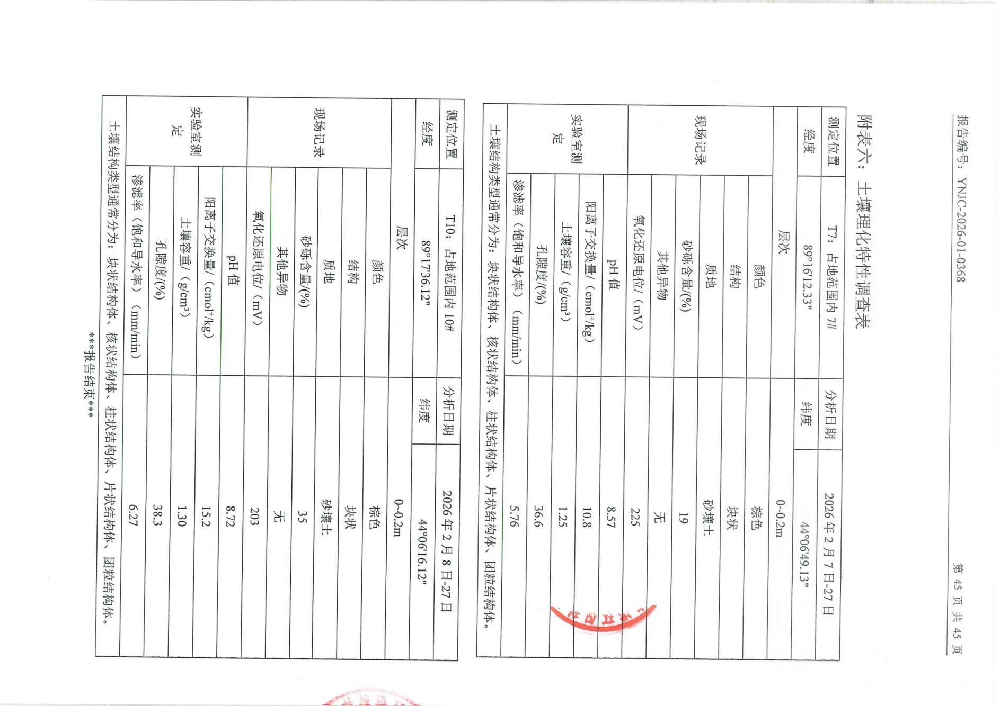 报告编号： YNJC-2026-01-0368 第 45 页 共 45 页
附表六： 土壤理化特性调查表
测定位置 T7：占地范围内 7# 分析日期 2026 年 2 月 7 日-27 日
经度 89°16'12.33" 纬度 44°06'49.13"
层次 0~0.2m
现场记录 颜色 棕色
结构 块状
质地 砂壤土
砂砾含量/(%) 19
其他异物 无
氧化还原电位/（mV） 225
实验室测定 pH 值 8.57
阳离子交换量/（cmol⁺/kg） 10.8
土壤容重/（g/cm³） 1.25
孔隙度/(%) 36.6
渗滤率（饱和导水率）（mm/min） 5.76
土壤结构类型通常分为：块状结构体、核状结构体、柱状结构体、片状结构体、团粒结构体。
测定位置 T10：占地范围内 10# 分析日期 2026 年 2 月 8 日-27 日
经度 89°17'36.12" 纬度 44°06'16.12"
层次 0~0.2m
现场记录 颜色 棕色
结构 块状
质地 砂壤土
砂砾含量/(%) 35
其他异物 无
氧化还原电位/（mV） 203
实验室测定 pH 值 8.72
阳离子交换量/（cmol⁺/kg） 15.2
土壤容重/（g/cm³） 1.30
孔隙度/(%) 38.3
渗滤率（饱和导水率）（mm/min） 6.27
土壤结构类型通常分为：块状结构体、核状结构体、柱状结构体、片状结构体、团粒结构体。
***报告结束***